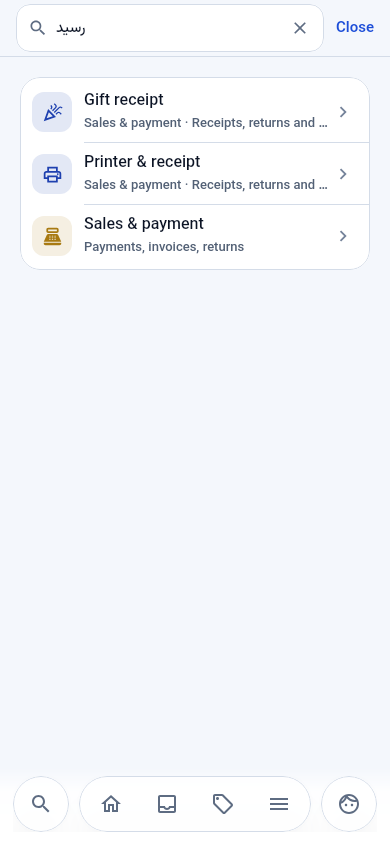 رسید
Close
Gift receipt
Sales & payment · Receipts, returns and ...
Printer & receipt
Sales & payment · Receipts, returns and ...
Sales & payment
Payments, invoices, returns